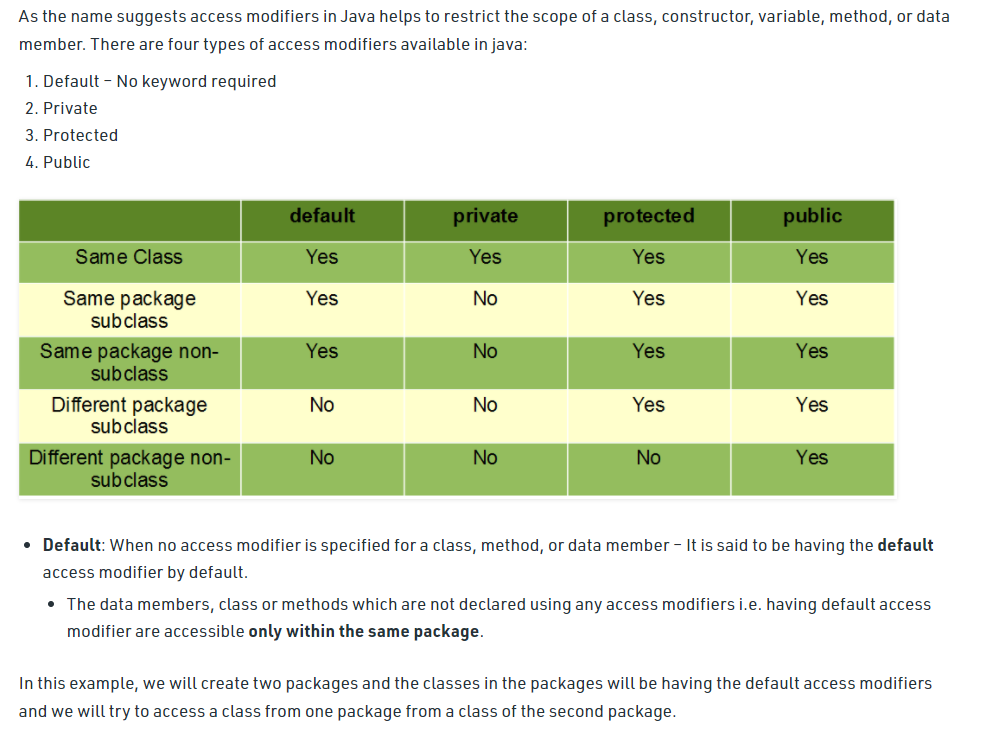 As the name suggests access modifiers in Java helps to restrict the scope of a class, constructor, variable, method, or data
member. There are four types of access modifiers available in java:
1. Default – No keyword required
2. Private
3. Protected
4. Public
default private protected public
Same Class Yes Yes Yes Yes
Same package
subclass Yes No Yes Yes
Same package non-
subclass Yes No Yes Yes
Different package
subclass No No Yes Yes
Different package non-
subclass No No No Yes
• Default: When no access modifier is specified for a class, method, or data member – It is said to be having the default
access modifier by default.
• The data members, class or methods which are not declared using any access modifiers i.e. having default access
modifier are accessible only within the same package.
In this example, we will create two packages and the classes in the packages will be having the default access modifiers
and we will try to access a class from one package from a class of the second package.